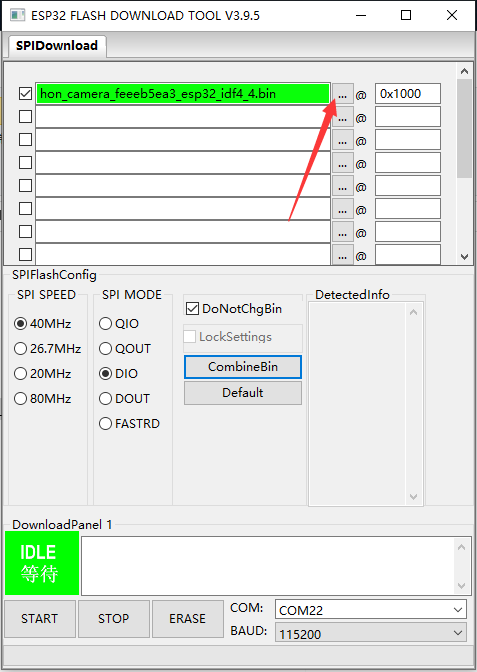 ESP32 FLASH DOWNLOAD TOOL V3.9.5
SPIDownload
hon_camera_feeeb5ea3_esp32_idf4_4.bin ... @ 0x1000
... @
... @
... @
... @
... @
... @
... @
SPIFlashConfig
SPI SPEED
40MHz
26.7MHz
20MHz
80MHz
SPI MODE
QIO
QOUT
DIO
DOUT
FASTRD
DoNotChgBin
LockSettings
CombineBin
Default
DetectedInfo
DownloadPanel 1
IDLE
等待
START STOP ERASE
COM: COM22
BAUD: 115200